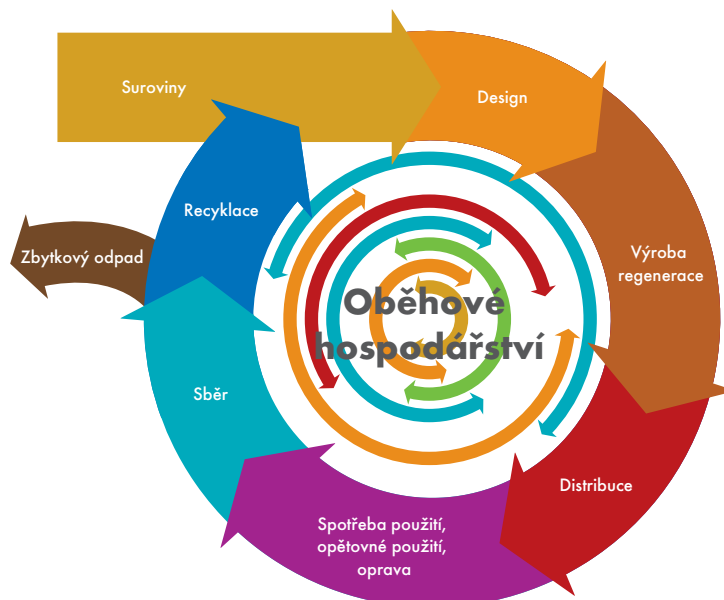 Suroviny
Design
Recyklace
Zbytkový odpad
Výroba
regenerace
Oběhové
hospodářství
Sběr
Distribuce
Spotřeba použití,
opětovné použití,
oprava